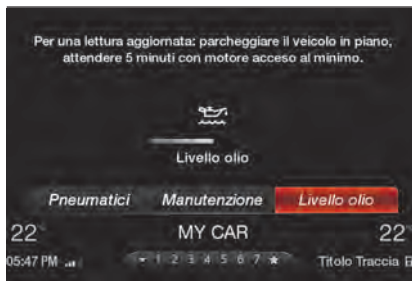 Per una lettura aggiornata: parcheggiare il veicolo in piano,
attendere 5 minuti con motore acceso al minimo.
Livello olio
Pneumatici Manutenzione Livello olio
22° MY CAR 22°
05:47 PM 1 2 3 4 5 6 7 Titolo Traccia